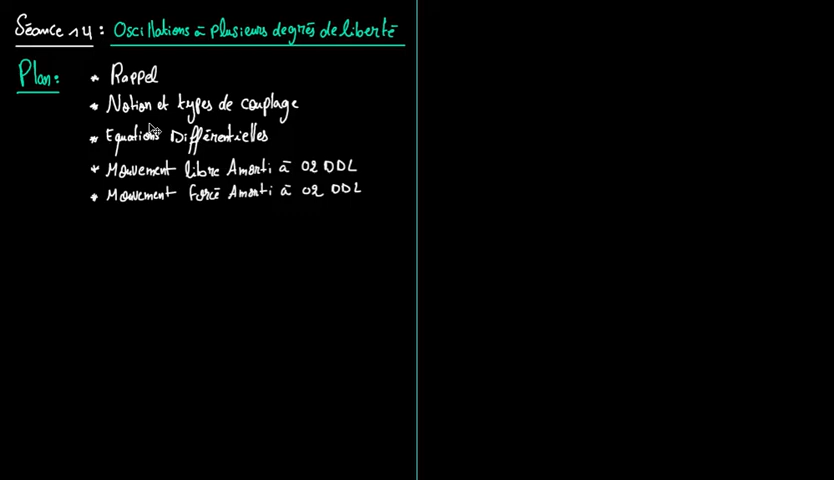 Séance 14 : Oscillations à plusieurs degrés de liberté
Plan :
* Rappel
* Notion et types de couplage
* Equations Différentielles
* Mouvement libre Amorti à 02 DDL
* Mouvement Forcé Amorti à 02 DDL